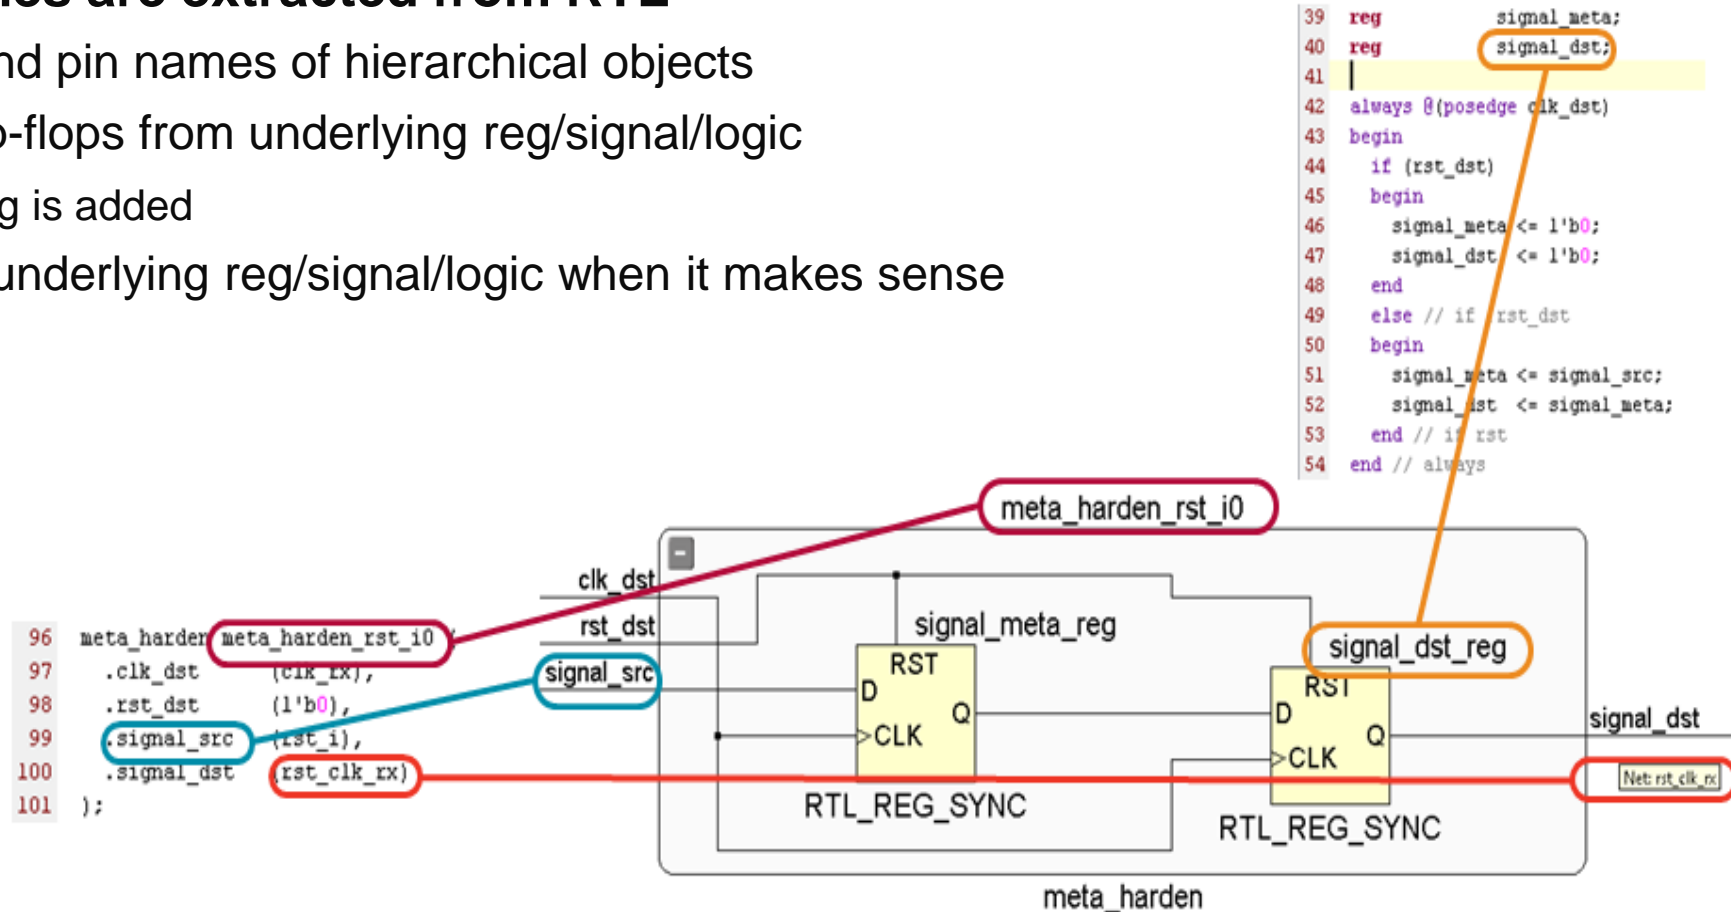 are extracted from RTL
nd pin names of hierarchical objects
-flops from underlying reg/signal/logic
g is added
underlying reg/signal/logic when it makes sense
39 reg signal_meta;
40 reg signal_dst;
41
42 always @(posedge clk_dst)
43 begin
44 if (rst_dst)
45 begin
46 signal_meta <= 1'b0;
47 signal_dst <= 1'b0;
48 end
49 else // if rst_dst
50 begin
51 signal_meta <= signal_src;
52 signal_dst <= signal_meta;
53 end // if rst
54 end // always
meta_harden_rst_i0
clk_dst
rst_dst
signal_src
signal_meta_reg
RST
D
Q
>CLK
RTL_REG_SYNC
signal_dst_reg
RST
D
Q
>CLK
RTL_REG_SYNC
signal_dst
Net: rst_clk_rx
meta_harden
96 meta_harden meta_harden_rst_i0
97 .clk_dst (clk_rx),
98 .rst_dst (1'b0),
99 .signal_src (rst_i),
100 .signal_dst (rst_clk_rx)
101 );